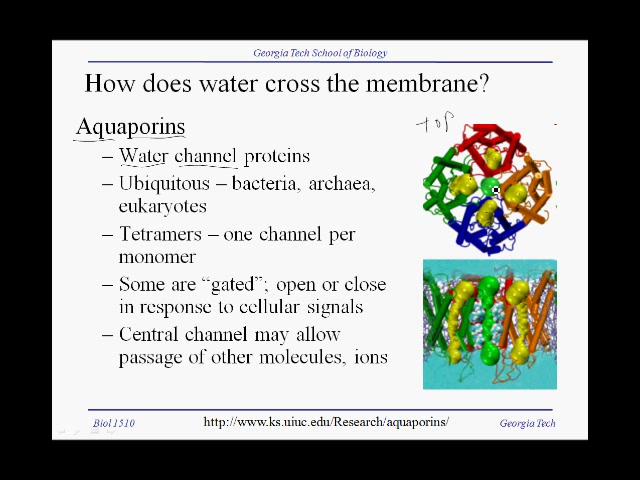 Georgia Tech School of Biology
How does water cross the membrane?
Aquaporins
– Water channel proteins
– Ubiquitous – bacteria, archaea,
eukaryotes
– Tetramers – one channel per
monomer
– Some are “gated”; open or close
in response to cellular signals
– Central channel may allow
passage of other molecules, ions
top
Biol 1510
http://www.ks.uiuc.edu/Research/aquaporins/
Georgia Tech